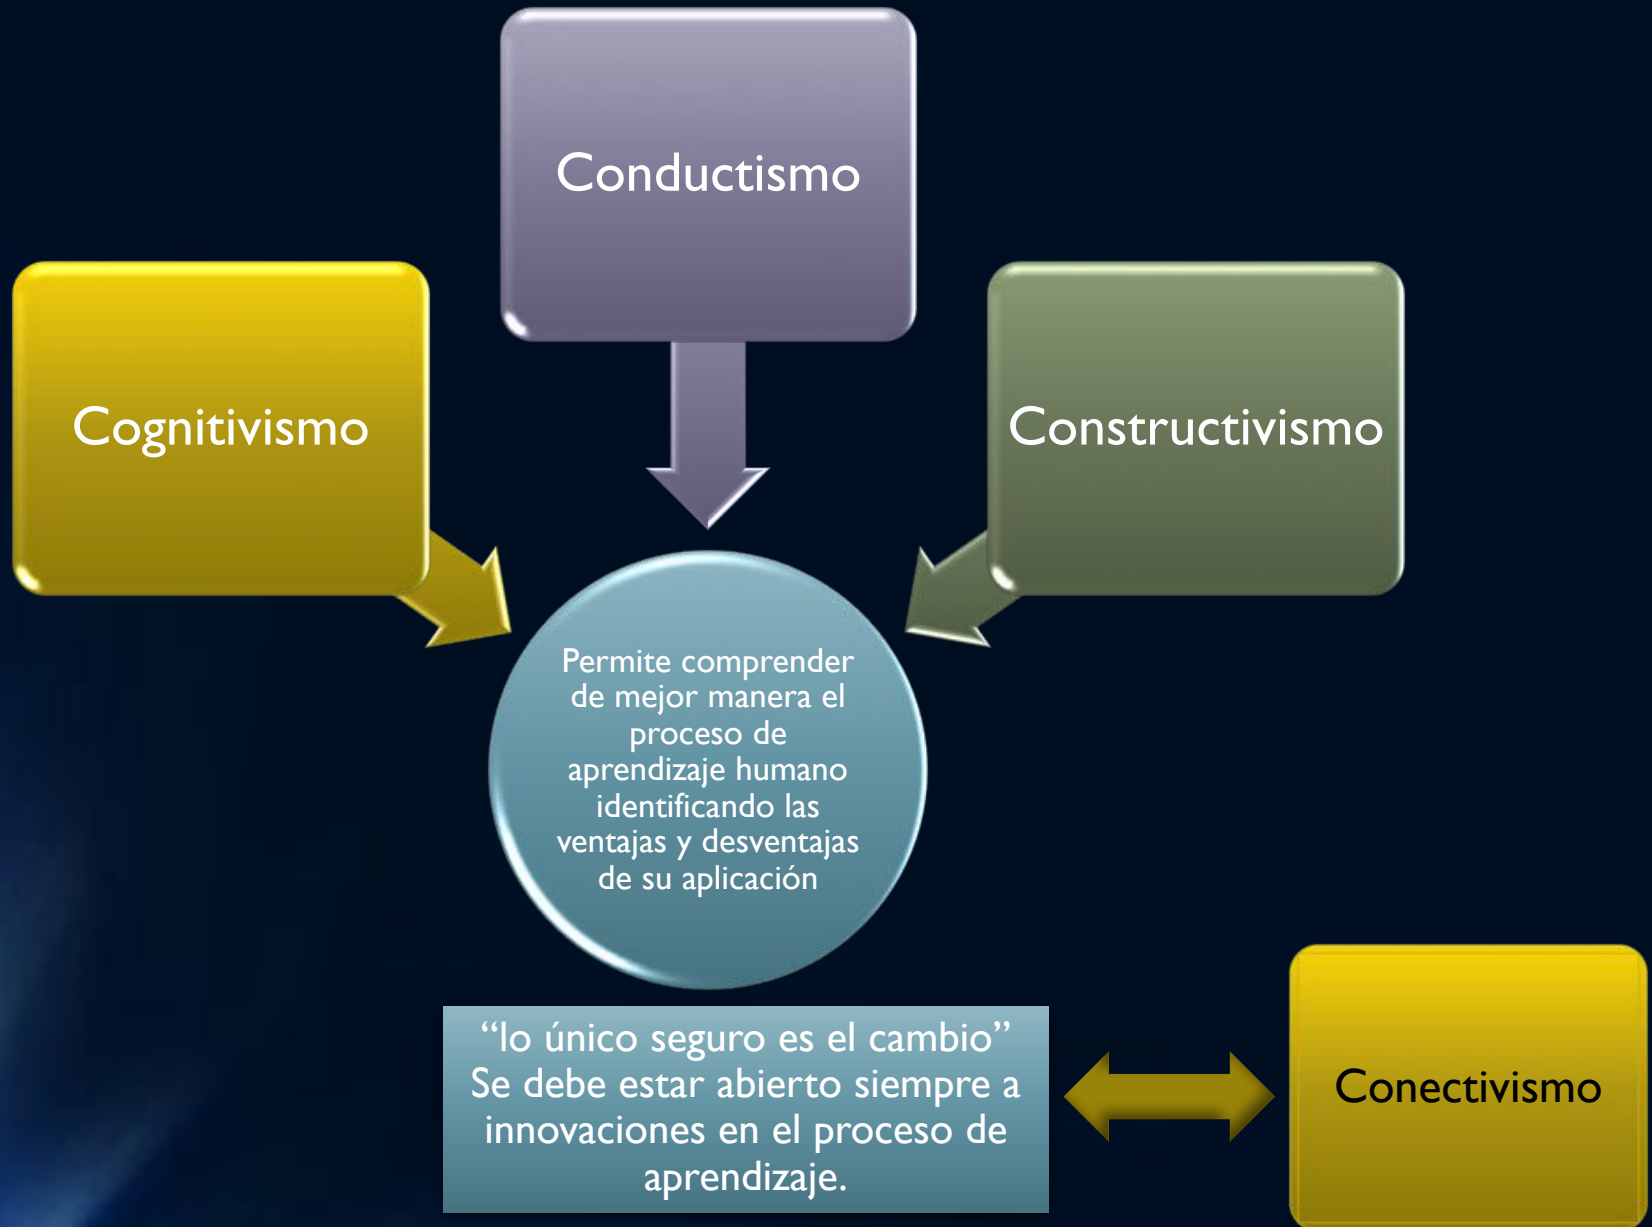 Conductismo
Cognitivismo
Constructivismo
Permite comprender
de mejor manera el
proceso de
aprendizaje humano
identificando las
ventajas y desventajas
de su aplicación
“lo único seguro es el cambio”
Se debe estar abierto siempre a
innovaciones en el proceso de
aprendizaje.
Conectivismo